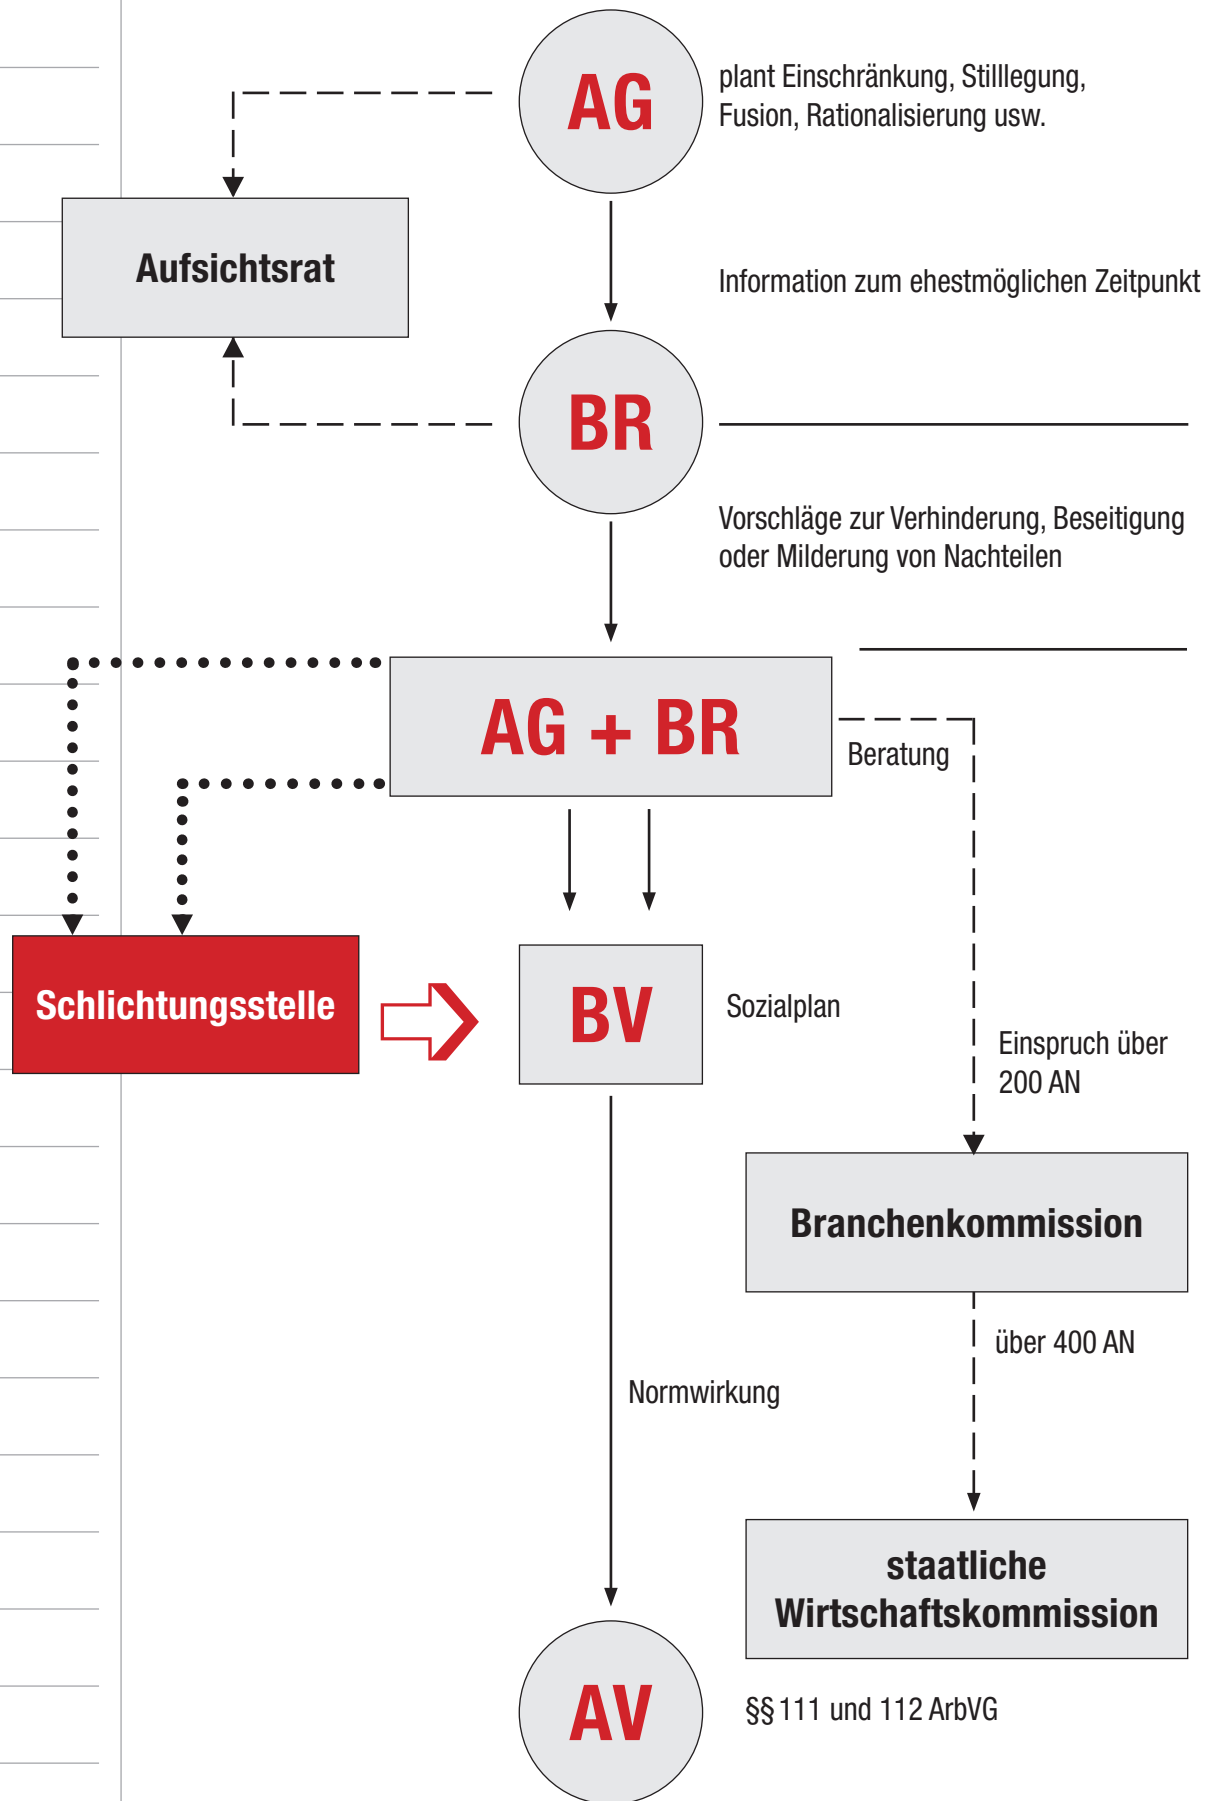 AG
plant Einschränkung, Stilllegung,
Fusion, Rationalisierung usw.
Aufsichtsrat
Information zum ehestmöglichen Zeitpunkt
BR
Vorschläge zur Verhinderung, Beseitigung
oder Milderung von Nachteilen
AG + BR
Beratung
Schlichtungsstelle
BV
Sozialplan
Einspruch über
200 AN
Branchenkommission
über 400 AN
Normwirkung
staatliche
Wirtschaftskommission
AV
§§ 111 und 112 ArbVG